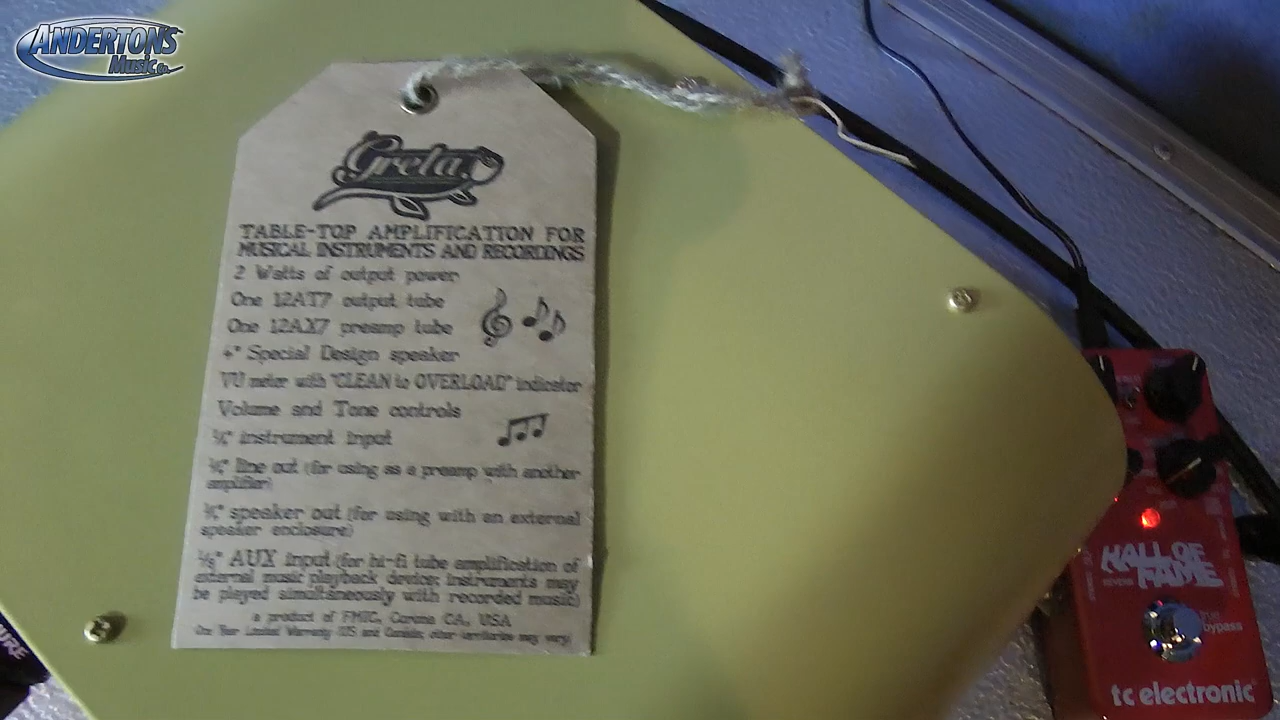 ANDERTONS
Music Co.
Greta.
TABLE-TOP AMPLIFICATION FOR
MUSICAL INSTRUMENTS AND RECORDINGS
2 Watts of output power
One 12AT7 output tube
One 12AX7 preamp tube
4" Special Design speaker
VU meter with "CLEAN to OVERLOAD" indicator
Volume and Tone controls
¼" instrument input
¼" line out (for using as a preamp with another
amplifier)
¼" speaker out (for using with an external
speaker enclosure)
⅛" AUX input (for hi-fi tube amplification of
external music playback device; instruments may
be played simultaneously with recorded music)
a product of FMIC, Corona CA, USA
One Year Limited Warranty (US and Canada; other territories may vary)
HALL OF
FAME
REVERB
true
bypass
tc electronic